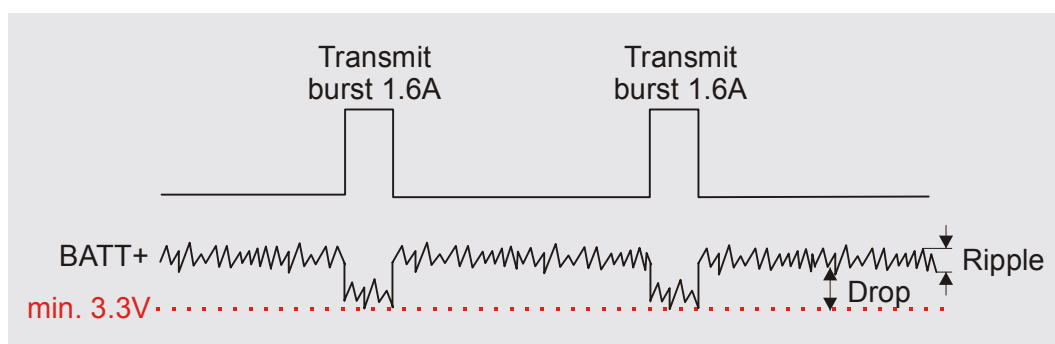 Transmit
burst 1.6A
Transmit
burst 1.6A
BATT+
Ripple
Drop
min. 3.3V